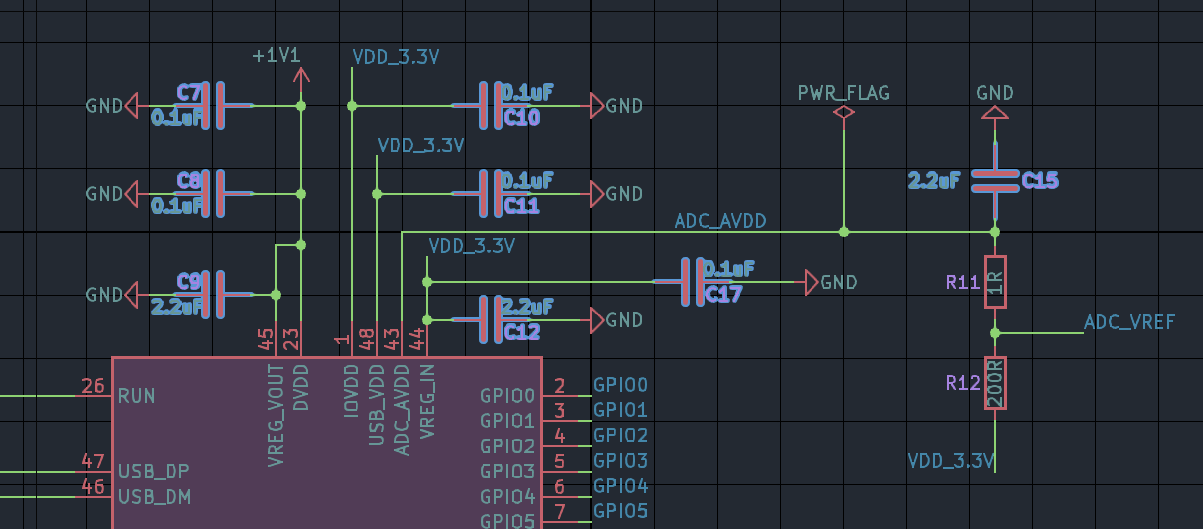 +1V1
VDD_3.3V
C7
GND
0.1uF
0.1uF
GND
C10
PWR_FLAG
GND
VDD_3.3V
C8
GND
0.1uF
0.1uF
GND
C11
2.2uF
C15
ADC_AVDD
VDD_3.3V
C9
GND
2.2uF
0.1uF
GND
C17
R11
1R
2.2uF
GND
C12
ADC_VREF
45
23
1
48
43
44
VREG_VOUT
DVDD
IOVDD
USB_VDD
ADC_AVDD
VREG_IN
R12
200R
VDD_3.3V
26
RUN
GPIO0
2
GPIO0
GPIO1
3
GPIO1
GPIO2
4
GPIO2
47
USB_DP
GPIO3
5
GPIO3
46
USB_DM
GPIO4
6
GPIO4
GPIO5
7
GPIO5